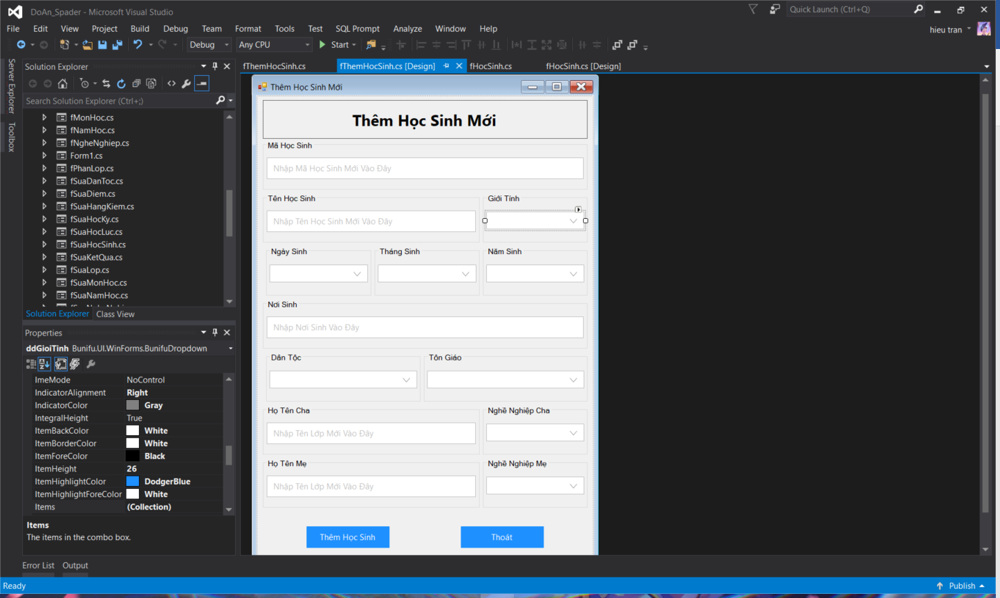 DoAn_Spader - Microsoft Visual Studio
Quick Launch (Ctrl+Q)
File Edit View Project Build Debug Team Format Tools Test SQL Prompt Analyze Window Help
hieu tran
Debug Any CPU Start
Server Explorer
Toolbox
Solution Explorer
fThemHocSinh.cs fThemHocSinh.cs [Design] fHocSinh.cs fHocSinh.cs [Design]
Search Solution Explorer (Ctrl+;)
fMonHoc.cs
fNamHoc.cs
fNgheNghiep.cs
Form1.cs
fPhanLop.cs
fSuaDanToc.cs
fSuaDiem.cs
fSuaHangKiem.cs
fSuaHocKy.cs
fSuaHocLuc.cs
fSuaHocSinh.cs
fSuaKetQua.cs
fSuaLop.cs
fSuaMonHoc.cs
fSuaNamHoc.cs
Solution Explorer Class View
Properties
ddGioiTinh Bunifu.UI.WinForms.BunifuDropdown
ImeMode NoControl
IndicatorAlignment Right
IndicatorColor Gray
IntegralHeight True
ItemBackColor White
ItemBorderColor White
ItemForeColor Black
ItemHeight 26
ItemHighlightColor DodgerBlue
ItemHighlightForeColor White
Items (Collection)
Items
The items in the combo box.
Thêm Học Sinh Mới
Thêm Học Sinh Mới
Mã Học Sinh
Nhập Mã Học Sinh Mới Vào Đây
Tên Học Sinh Giới Tính
Nhập Tên Học Sinh Mới Vào Đây
Ngày Sinh Tháng Sinh Năm Sinh
Nơi Sinh
Nhập Nơi Sinh Vào Đây
Dân Tộc Tôn Giáo
Họ Tên Cha Nghề Nghiệp Cha
Nhập Tên Lớp Mới Vào Đây
Họ Tên Mẹ Nghề Nghiệp Mẹ
Nhập Tên Lớp Mới Vào Đây
Thêm Học Sinh Thoát
Error List Output
Ready
Publish